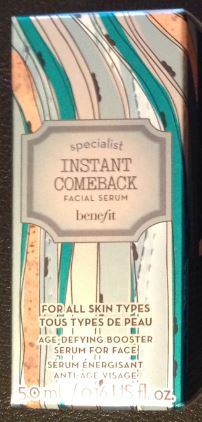 specialist
INSTANT
COMEBACK
FACIAL SERUM
benefit
FOR ALL SKIN TYPES
TOUS TYPES DE PEAU
AGE-DEFYING BOOSTER
SERUM FOR FACE
SÉRUM ÉNERGISANT
ANTI-ÂGE VISAGE
5.0 mL / 0.16 US fl. oz.